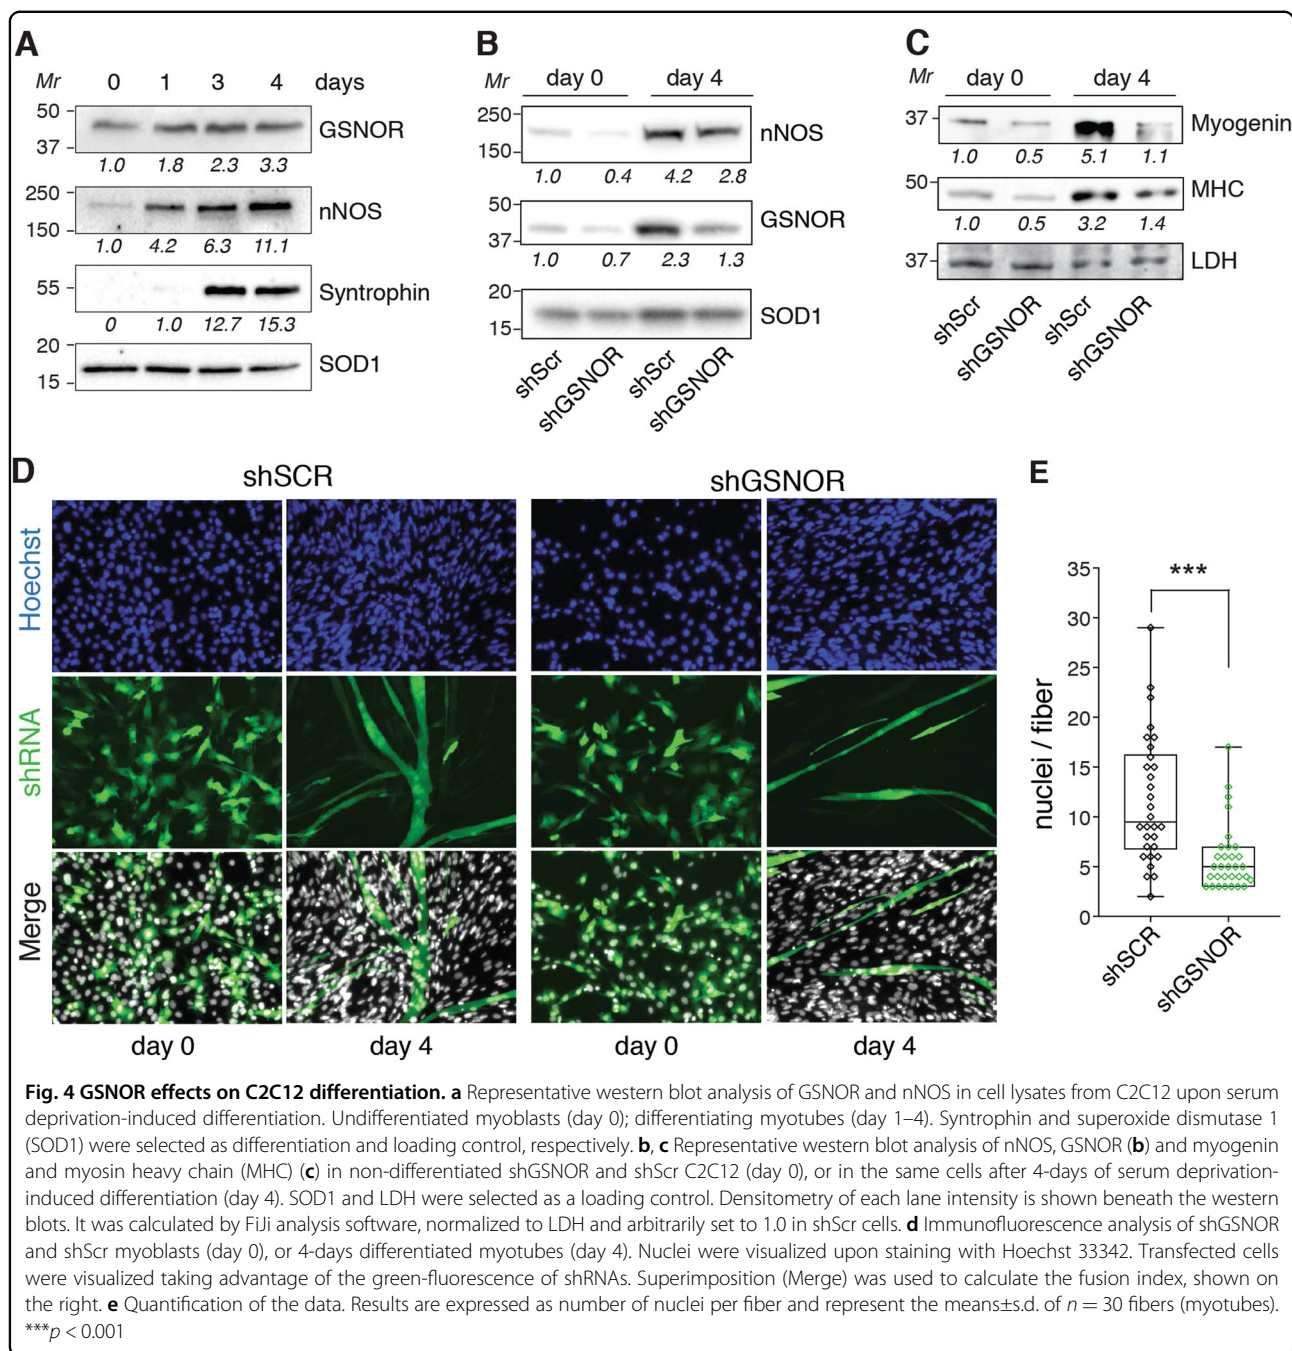 A
Mr 0 1 3 4 days
50
37
GSNOR
1.0 1.8 2.3 3.3
250
150
nNOS
1.0 4.2 6.3 11.1
55
Syntrophin
0 1.0 12.7 15.3
20
15
SOD1
B
Mr day 0 day 4
250
150
nNOS
1.0 0.4 4.2 2.8
50
37
GSNOR
1.0 0.7 2.3 1.3
20
15
SOD1
shScr shGSNOR shScr shGSNOR
C
Mr day 0 day 4
37
Myogenin
1.0 0.5 5.1 1.1
50
MHC
1.0 0.5 3.2 1.4
37
LDH
shScr shGSNOR shScr shGSNOR
D
shSCR shGSNOR
Hoechst
shRNA
Merge
day 0 day 4 day 0 day 4
E
nuclei / fiber
35
30
25
20
15
10
5
0
***
shSCR shGSNOR
Fig. 4 GSNOR effects on C2C12 differentiation. a Representative western blot analysis of GSNOR and nNOS in cell lysates from C2C12 upon serum
deprivation-induced differentiation. Undifferentiated myoblasts (day 0); differentiating myotubes (day 1–4). Syntrophin and superoxide dismutase 1
(SOD1) were selected as differentiation and loading control, respectively. b, c Representative western blot analysis of nNOS, GSNOR (b) and myogenin
and myosin heavy chain (MHC) (c) in non-differentiated shGSNOR and shScr C2C12 (day 0), or in the same cells after 4-days of serum deprivation-
induced differentiation (day 4). SOD1 and LDH were selected as a loading control. Densitometry of each lane intensity is shown beneath the western
blots. It was calculated by FiJi analysis software, normalized to LDH and arbitrarily set to 1.0 in shScr cells. d Immunofluorescence analysis of shGSNOR
and shScr myoblasts (day 0), or 4-days differentiated myotubes (day 4). Nuclei were visualized upon staining with Hoechst 33342. Transfected cells
were visualized taking advantage of the green-fluorescence of shRNAs. Superimposition (Merge) was used to calculate the fusion index, shown on
the right. e Quantification of the data. Results are expressed as number of nuclei per fiber and represent the means±s.d. of n = 30 fibers (myotubes).
***p < 0.001